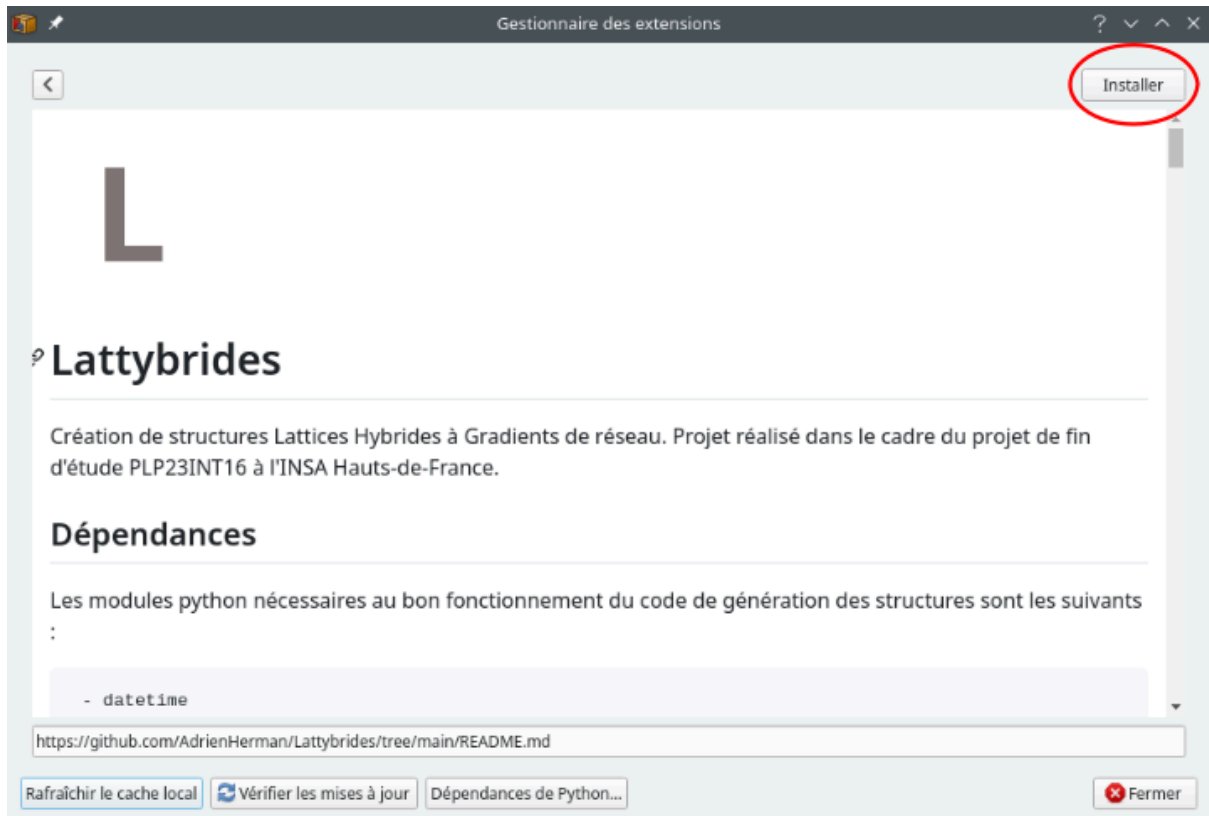 Gestionnaire des extensions
Installer
L
Lattybrides
Création de structures Lattices Hybrides à Gradients de réseau. Projet réalisé dans le cadre du projet de fin
d'étude PLP23INT16 à l'INSA Hauts-de-France.
Dépendances
Les modules python nécessaires au bon fonctionnement du code de génération des structures sont les suivants
:
- datetime
https://github.com/AdrienHerman/Lattybrides/tree/main/README.md
Rafraîchir le cache local Vérifier les mises à jour Dépendances de Python... Fermer